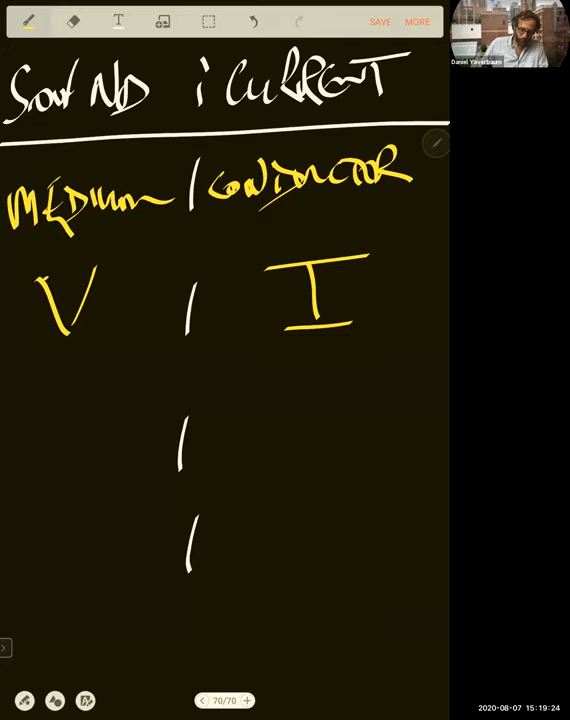 T
SAVE MORE
Daniel Yaverbaum
SOUND : CURRENT
MEDIUM / CONDUCTOR
V / I
/
/
70/70
2020-08-07 15:19:24